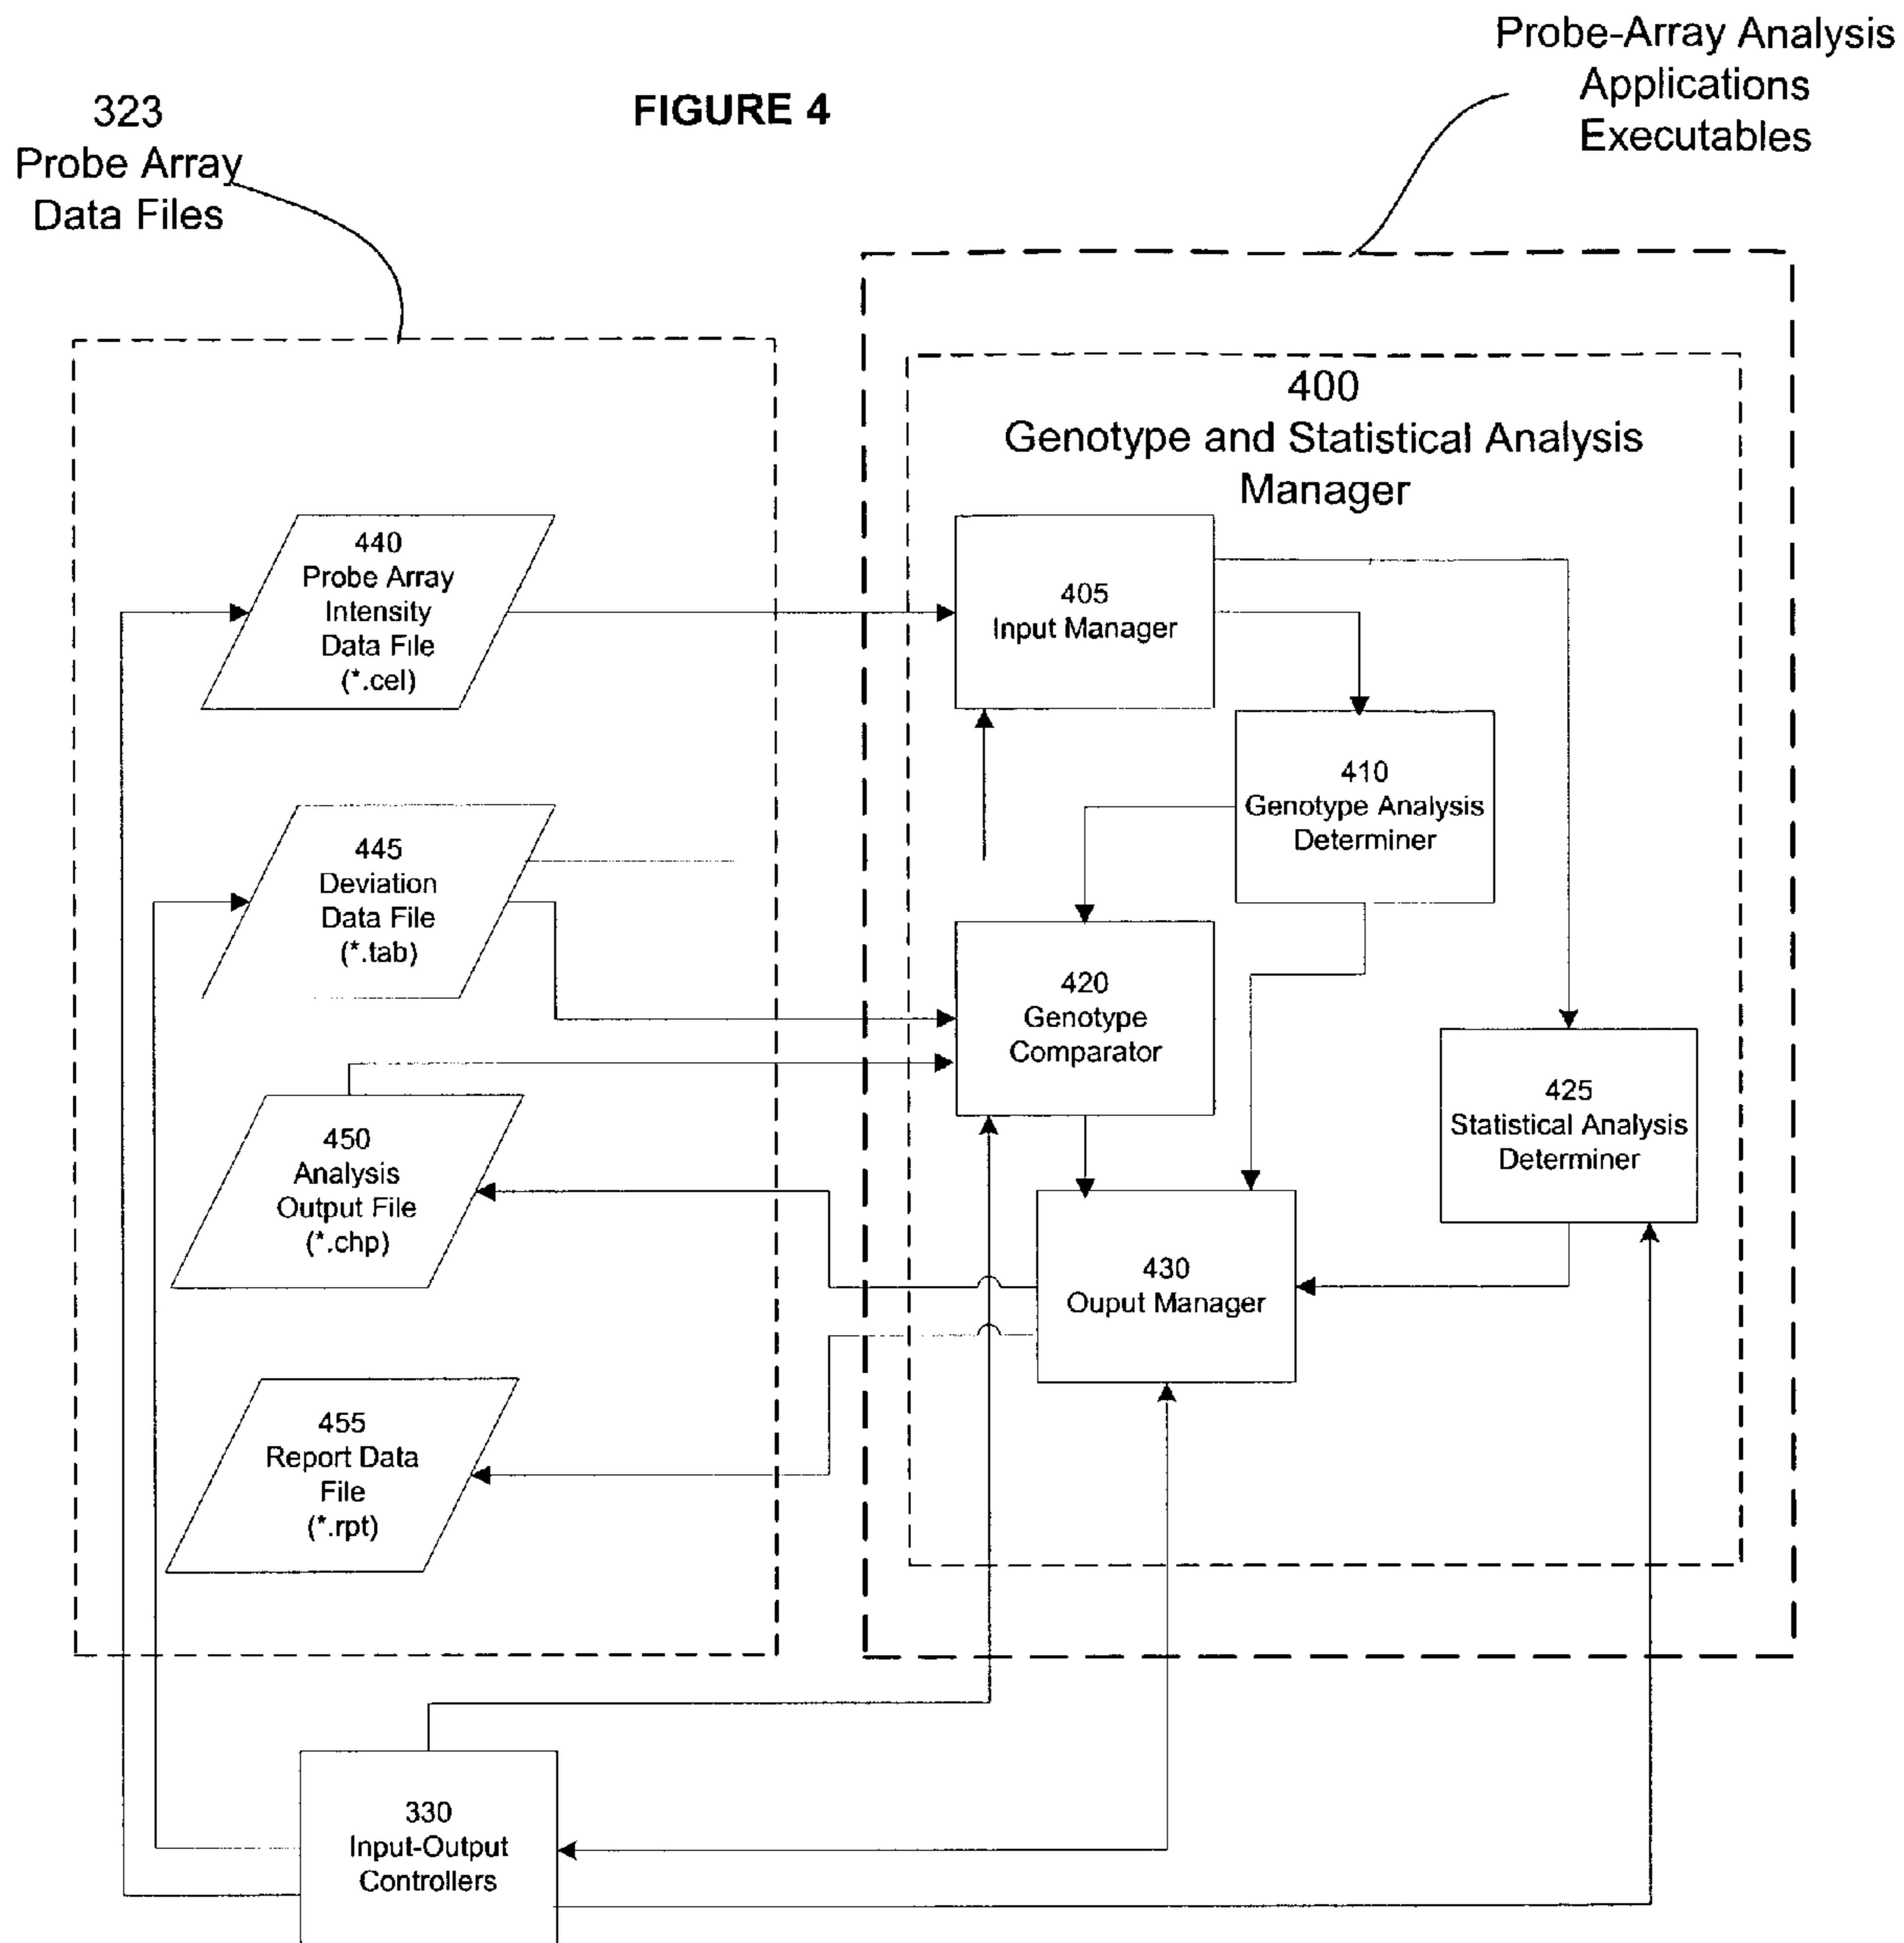 FIGURE 4
323
Probe Array
Data Files
Probe-Array Analysis
Applications
Executables
400
Genotype and Statistical Analysis
Manager
440
Probe Array
Intensity
Data File
(*.cel)
405
Input Manager
410
Genotype Analysis
Determiner
445
Deviation
Data File
(*.tab)
420
Genotype
Comparator
425
Statistical Analysis
Determiner
450
Analysis
Output File
(*.chp)
430
Ouput Manager
455
Report Data
File
(*.rpt)
330
Input-Output
Controllers